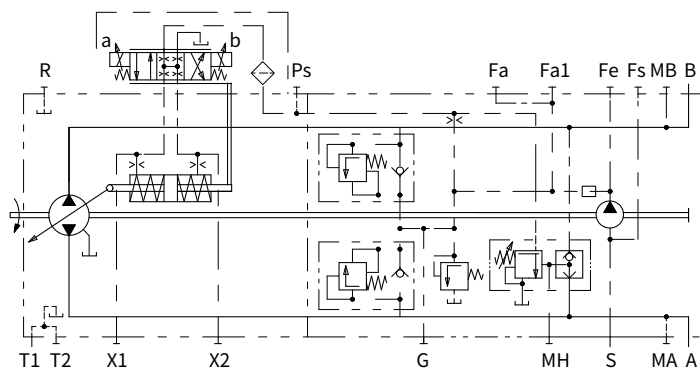 a b
R Ps Fa Fa1 Fe Fs MB B
T1 T2 X1 X2 G MH S MA A